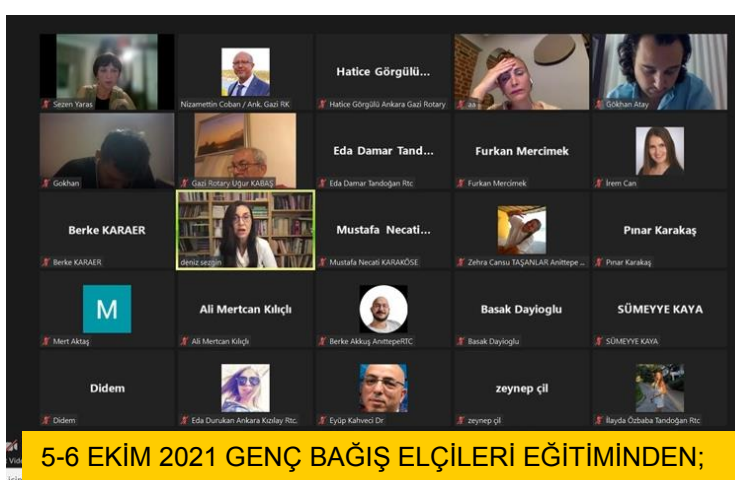 Hatice Görgülü...
Sezen Yaras
Nizamettin Coban / Ank. Gazi RK
Hatice Görgülü Ankara Gazi Rotary
aa
Gökhan Atay
Eda Damar Tand...
Furkan Mercimek
Gokhan
Gazi Rotary Uğur KABAŞ
Eda Damar Tandoğan Rtc
Furkan Mercimek
İrem Can
Berke KARAER
Mustafa Necati...
Pınar Karakaş
Berke KARAER
deniz sezgin
Mustafa Necati KARAKÖSE
Zehra Cansu TAŞANLAR Anittepe ...
Pınar Karakaş
M
Ali Mertcan Kılıçlı
Basak Dayioglu
SÜMEYYE KAYA
Mert Aktaş
Ali Mertcan Kılıçlı
Berke Akkuş AnıttepeRTC
Basak Dayioglu
SÜMEYYE KAYA
Didem
zeynep çil
Didem
Eda Durukan Ankara Kızılay Rtc.
Eyüp Kahveci Dr
zeynep çil
İlayda Özbaba Tandoğan Rtc
5-6 EKİM 2021 GENÇ BAĞIŞ ELÇİLERİ EĞİTİMİNDEN;